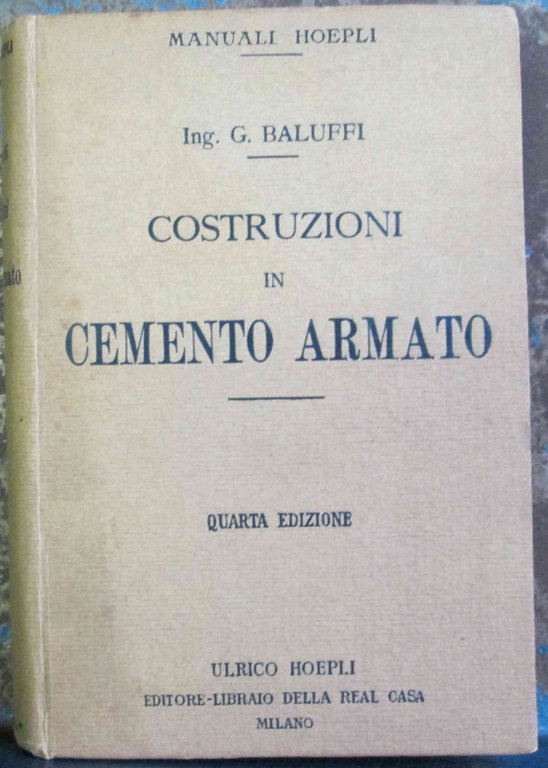 MANUALI HOEPLI
Ing. G. BALUFFI
COSTRUZIONI
IN
CEMENTO ARMATO
QUARTA EDIZIONE
ULRICO HOEPLI
EDITORE-LIBRAIO DELLA REAL CASA
MILANO